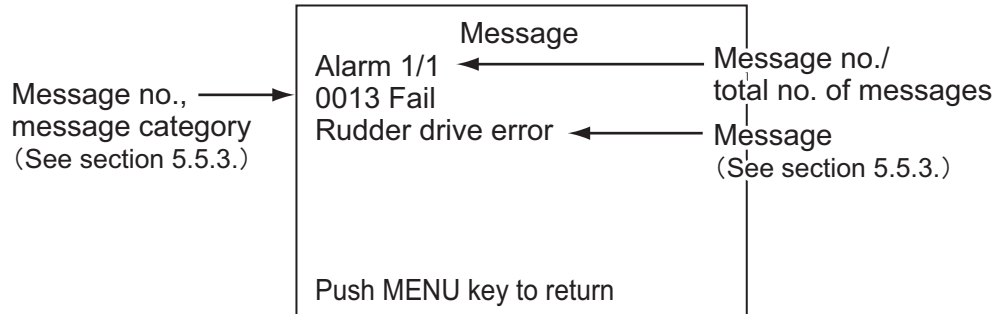 Message
Alarm 1/1
0013 Fail
Rudder drive error
Push MENU key to return
Message no.,
message category
（See section 5.5.3.）
Message no./
total no. of messages
Message
（See section 5.5.3.）